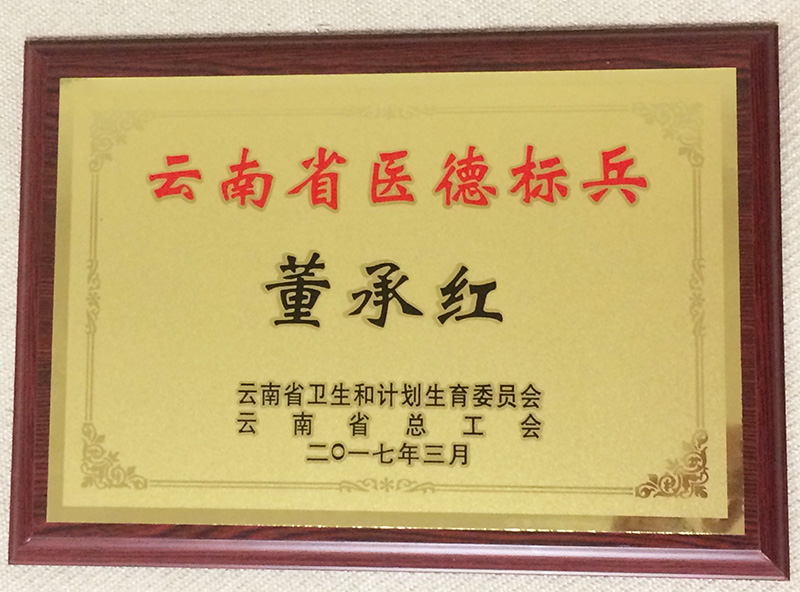 云南省医德标兵
董承红
云南省卫生和计划生育委员会
云南省总工会
二〇一七年三月